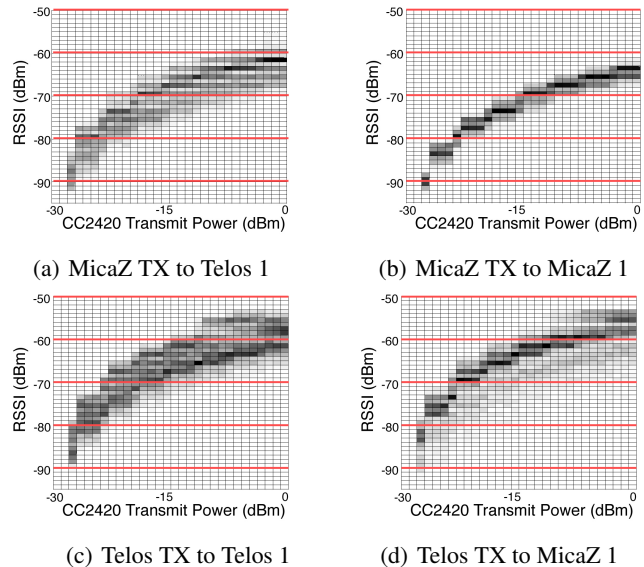 -50
-60
-70
-80
-90
RSSI (dBm)
-30
-15
0
CC2420 Transmit Power (dBm)
(a) MicaZ TX to Telos 1
-50
-60
-70
-80
-90
RSSI (dBm)
-30
-15
0
CC2420 Transmit Power (dBm)
(b) MicaZ TX to MicaZ 1
-50
-60
-70
-80
-90
RSSI (dBm)
-30
-15
0
CC2420 Transmit Power (dBm)
(c) Telos TX to Telos 1
-50
-60
-70
-80
-90
RSSI (dBm)
-30
-15
0
CC2420 Transmit Power (dBm)
(d) Telos TX to MicaZ 1